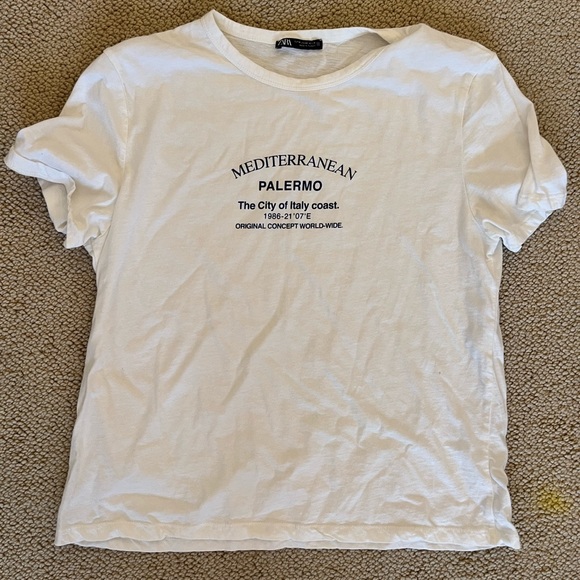 MEDITERRANEAN
PALERMO
The City of Italy coast.
1986-21°07'E
ORIGINAL CONCEPT WORLD-WIDE.